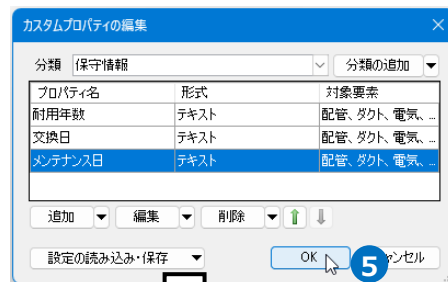 カスタムプロパティの編集
分類 保守情報 分類の追加
プロパティ名 形式 対象要素
耐用年数 テキスト 配管、ダクト、電気、...
交換日 テキスト 配管、ダクト、電気、...
メンテナンス日 テキスト 配管、ダクト、電気、...
追加 編集 削除
設定の読み込み・保存 OK 5 ンセル